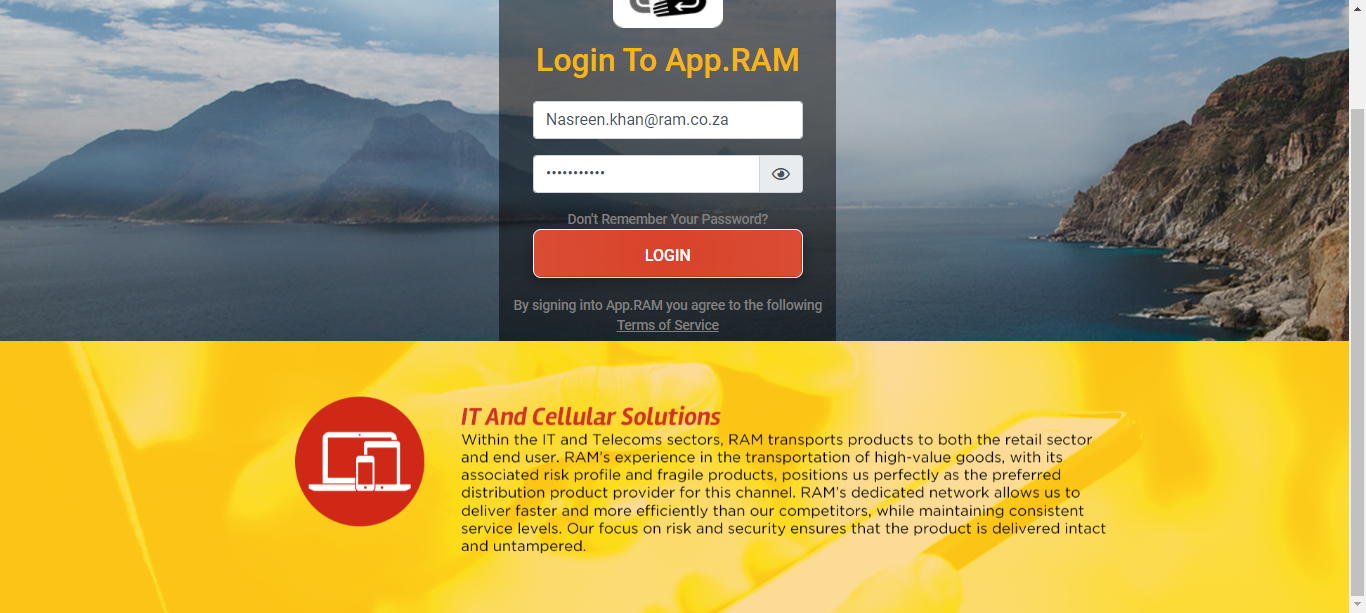 Login To App.RAM
Nasreen.khan@ram.co.za
•••••••••••
Don't Remember Your Password?
LOGIN
By signing into App.RAM you agree to the following
Terms of Service
IT And Cellular Solutions
Within the IT and Telecoms sectors, RAM transports products to both the retail sector
and end user. RAM's experience in the transportation of high-value goods, with its
associated risk profile and fragile products, positions us perfectly as the preferred
distribution product provider for this channel. RAM's dedicated network allows us to
deliver faster and more efficiently than our competitors, while maintaining consistent
service levels. Our focus on risk and security ensures that the product is delivered intact
and untampered.